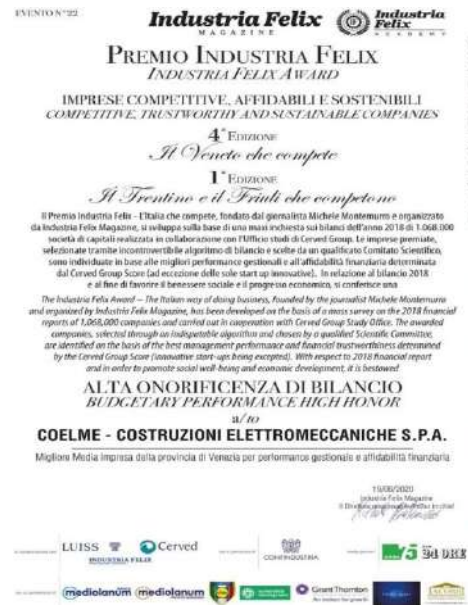 EVENTO N°22
Industria Felix
MAGAZINE
Industria
Felix
ACADEMY
PREMIO INDUSTRIA FELIX
INDUSTRIA FELIX AWARD
IMPRESE COMPETITIVE, AFFIDABILI E SOSTENIBILI
COMPETITIVE, TRUSTWORTHY AND SUSTAINABLE COMPANIES
4ª EDIZIONE
Il Veneto che compete
1ª EDIZIONE
Il Trentino e il Friuli che competono
Il Premio Industria Felix - L'Italia che compete, fondato dal giornalista Michele Montemurro e organizzato
da Industria Felix Magazine, si sviluppa sulla base di una maxi inchiesta sui bilanci dell'anno 2018 di 1.068.000
società di capitali realizzata in collaborazione con l'Ufficio studi di Cerved Group. Le imprese premiate,
selezionate tramite incontrovertibile algoritmo di bilancio e scelte da un qualificato Comitato Scientifico,
sono individuate in base alle migliori performance gestionali e all'affidabilità finanziaria determinata
dal Cerved Group Score (ad eccezione delle sole start up innovative). In relazione al bilancio 2018
e al fine di favorire il benessere sociale e il progresso economico, si conferisce una
The Industria Felix Award – The Italian way of doing business, founded by the journalist Michele Montemurro
and organized by Industria Felix Magazine, has been developed on the basis of a mass survey on the 2018 financial
reports of 1,068,000 companies and carried out in cooperation with Cerved Group Study Office. The awarded
companies, selected through an indisputable algorithm and chosen by a qualified Scientific Committee,
are identified on the basis of the best management performance and financial trustworthiness determined
by the Cerved Group Score (innovative start-ups being excepted). With respect to 2018 financial report
and in order to promote social well-being and economic development, it is bestowed
ALTA ONORIFICENZA DI BILANCIO
BUDGETARY PERFORMANCE HIGH HONOR
a/to
COELME - COSTRUZIONI ELETTROMECCANICHE S.P.A.
Migliore Media Impresa della provincia di Venezia per performance gestionale e affidabilità finanziaria
Industria Felix Magazine
LUISS
Cerved
CONFINDUSTRIA
75
24 ORE
INDUSTRIA FELIX
mediolanum
mediolanum
Grant Thornton